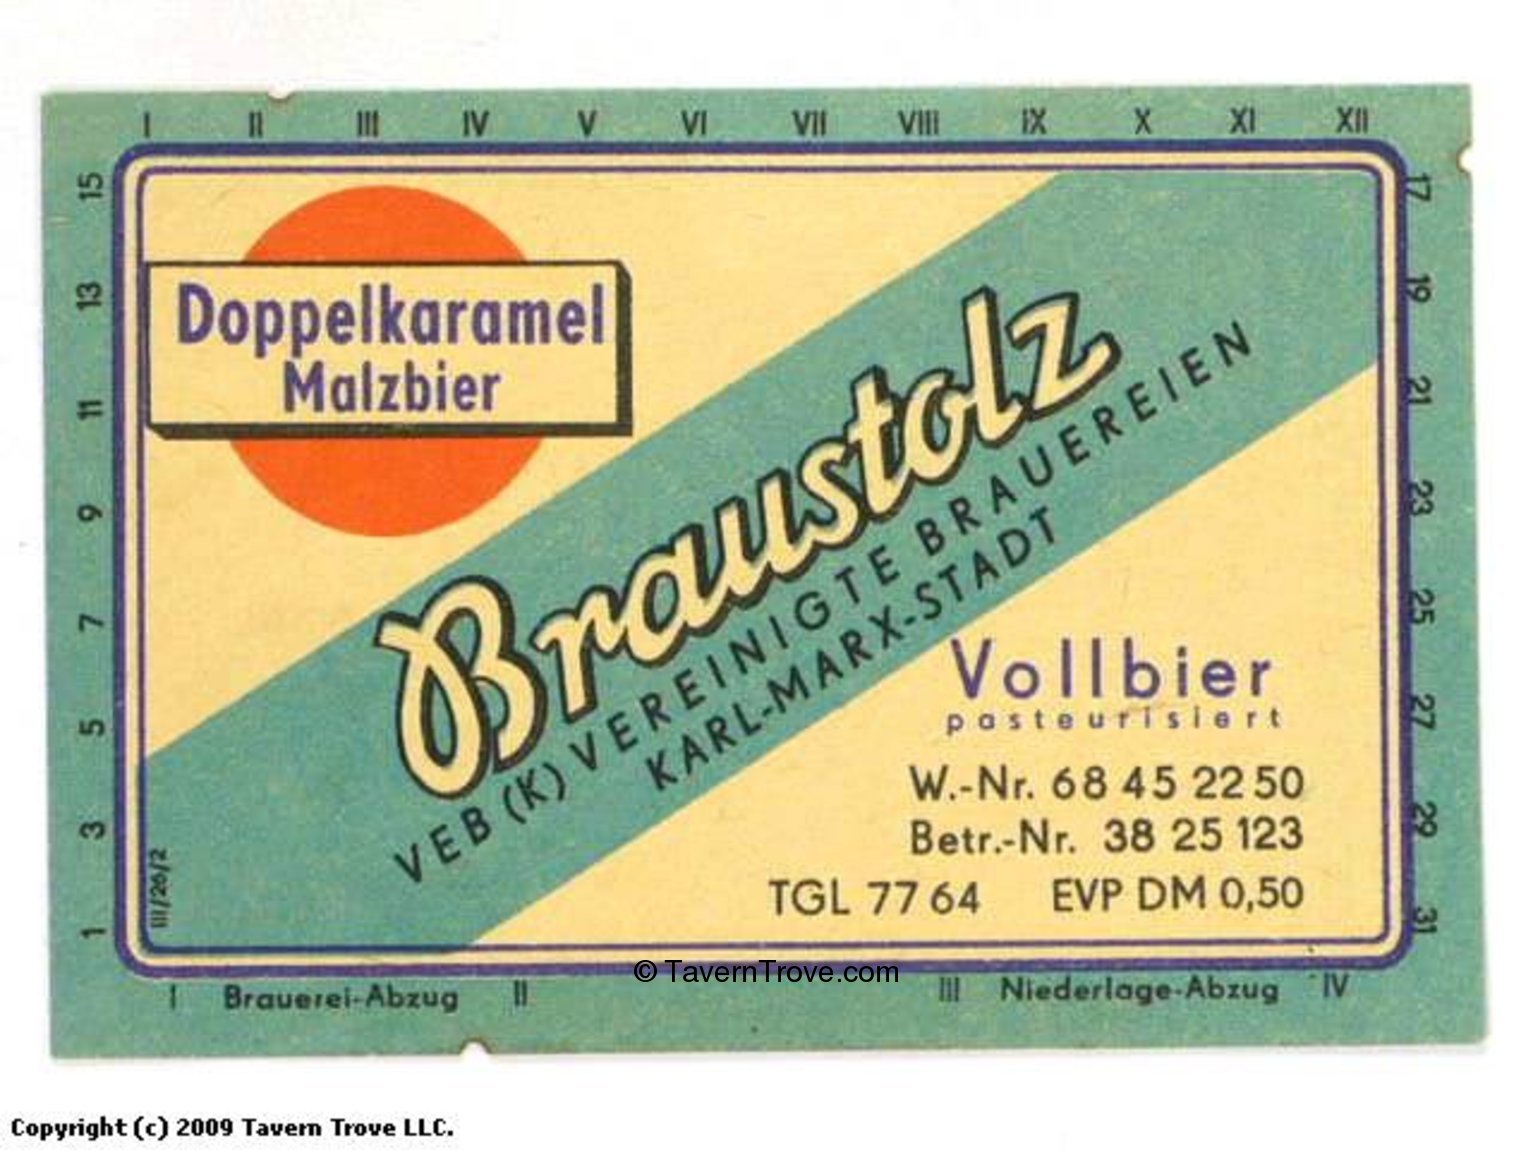 I II III IV V VI VII VIII IX X XI XII
15
13
11
9
7
5
3
1
17
19
21
23
25
27
29
31
Doppelkaramel
Malzbier
Braustolz
VEB (K) VEREINIGTE BRAUEREIEN
KARL-MARX-STADT
Vollbier
pasteurisiert
W.-Nr. 68 45 22 50
Betr.-Nr. 38 25 123
TGL 77 64 EVP DM 0,50
III/26/2
© TavernTrove.com
I Brauerei-Abzug II III Niederlage-Abzug IV
Copyright (c) 2009 Tavern Trove LLC.